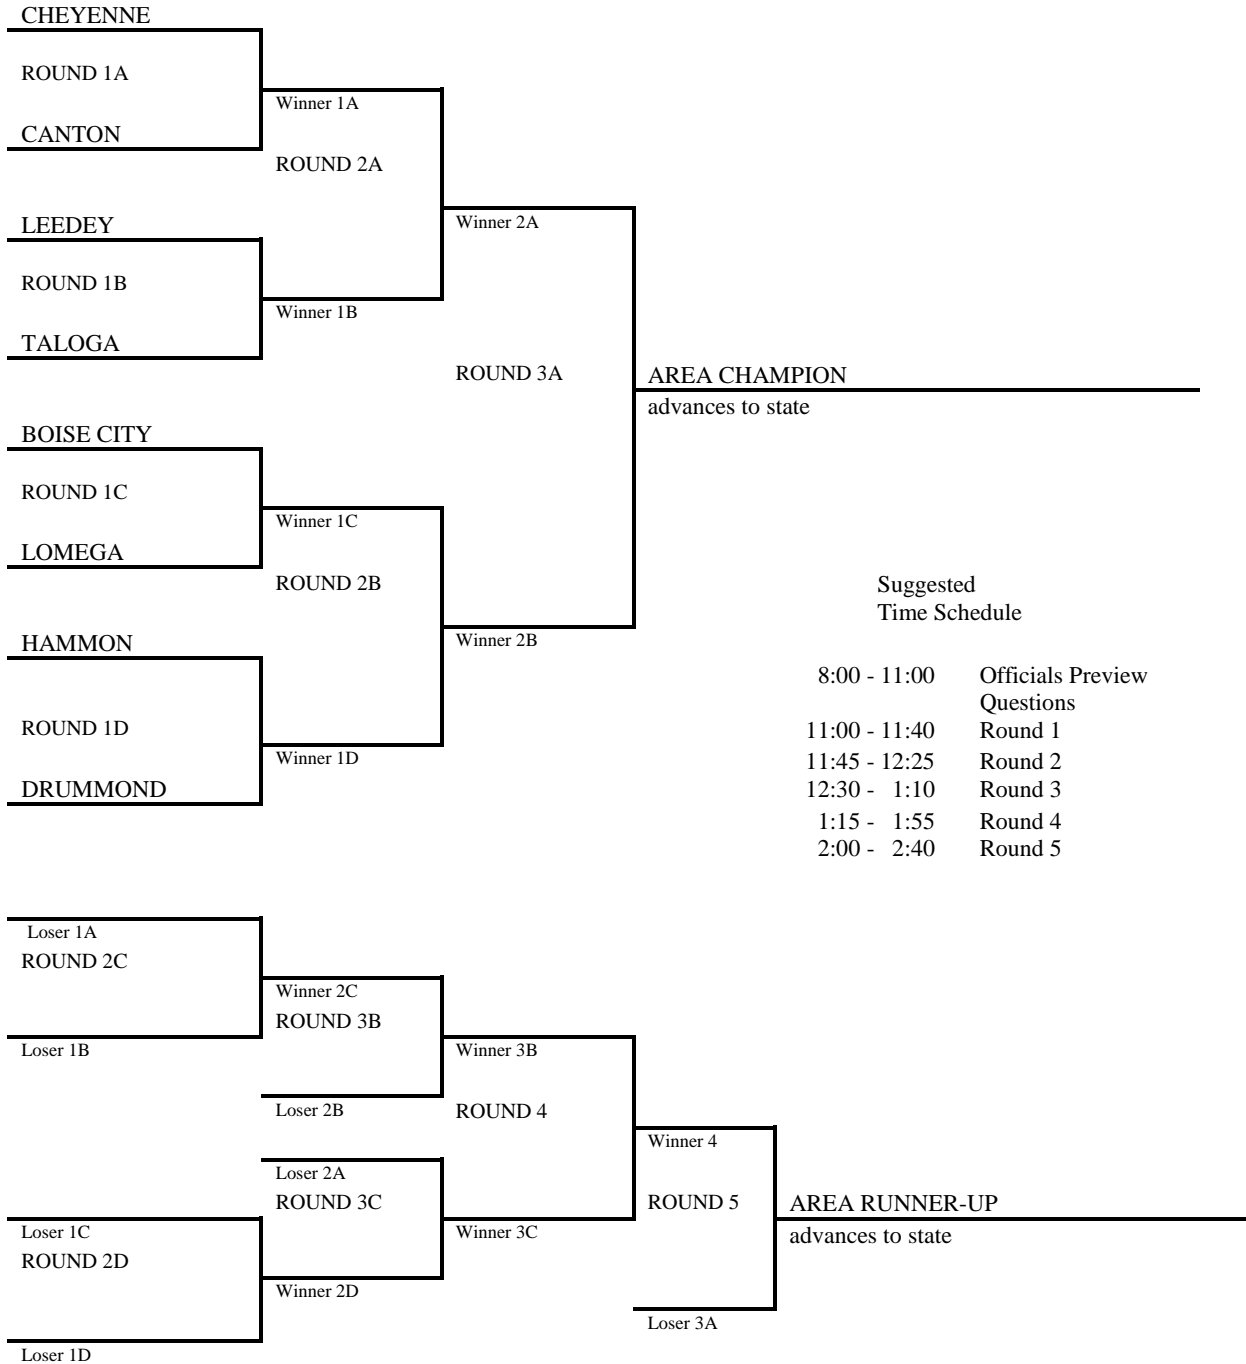 CHEYENNE
ROUND 1A
Winner 1A
CANTON
ROUND 2A
LEEDEY
Winner 2A
ROUND 1B
Winner 1B
TALOGA
ROUND 3A
AREA CHAMPION
advances to state
BOISE CITY
ROUND 1C
Winner 1C
LOMEGA
ROUND 2B
HAMMON
Winner 2B
ROUND 1D
Winner 1D
DRUMMOND
Suggested
Time Schedule
8:00 - 11:00 Officials Preview
Questions
11:00 - 11:40 Round 1
11:45 - 12:25 Round 2
12:30 - 1:10 Round 3
1:15 - 1:55 Round 4
2:00 - 2:40 Round 5
Loser 1A
ROUND 2C
Winner 2C
ROUND 3B
Loser 1B
Winner 3B
Loser 2B
ROUND 4
Winner 4
Loser 2A
ROUND 3C
ROUND 5
AREA RUNNER-UP
advances to state
Loser 1C
Winner 3C
ROUND 2D
Winner 2D
Loser 3A
Loser 1D